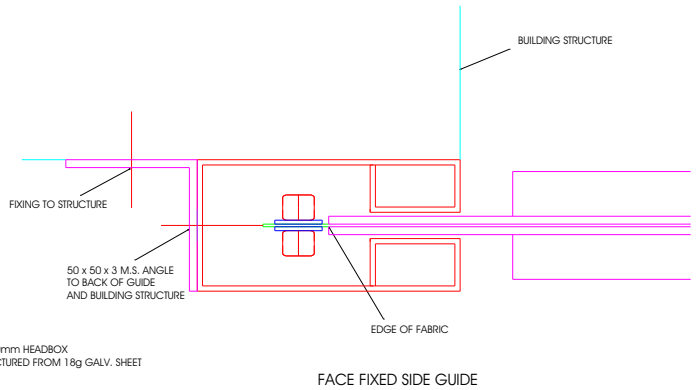 BUILDING STRUCTURE
FIXING TO STRUCTURE
50 x 50 x 3 M.S. ANGLE
TO BACK OF GUIDE
AND BUILDING STRUCTURE
EDGE OF FABRIC
mm HEADBOX
CTURED FROM 18g GALV. SHEET
FACE FIXED SIDE GUIDE